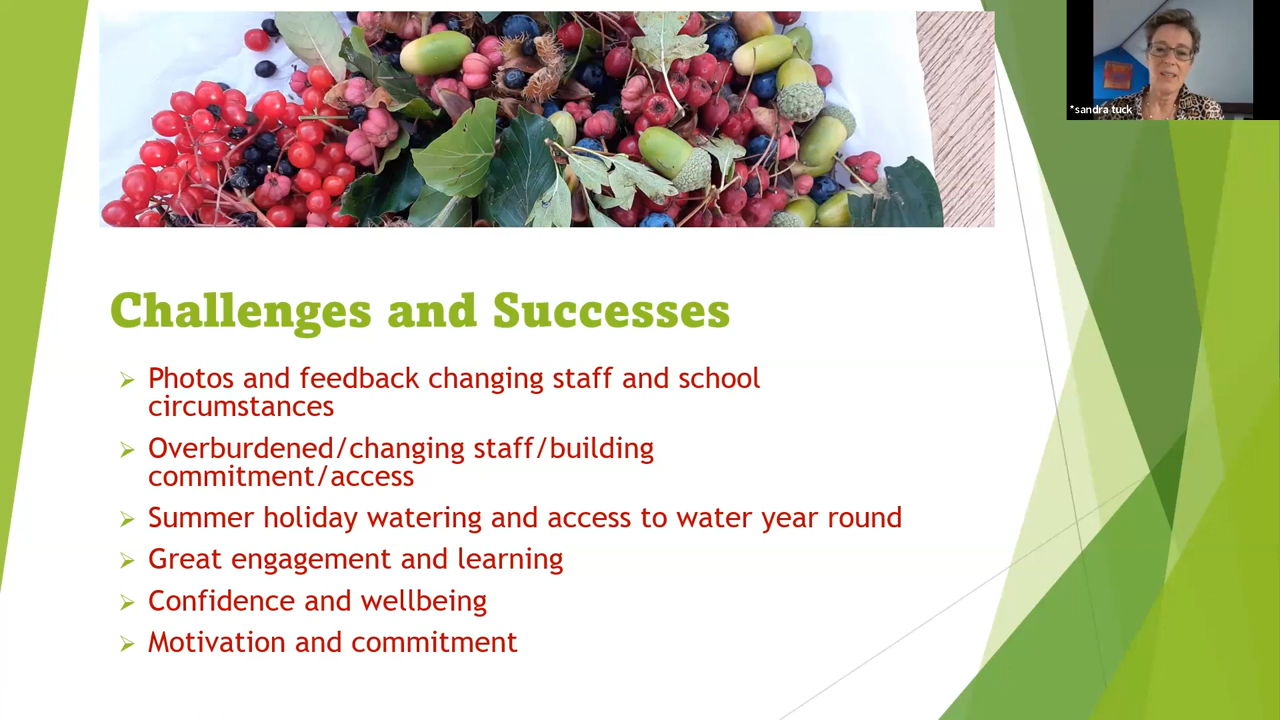 *sandra tuck
Challenges and Successes
Photos and feedback changing staff and school
circumstances
Overburdened/changing staff/building
commitment/access
Summer holiday watering and access to water year round
Great engagement and learning
Confidence and wellbeing
Motivation and commitment